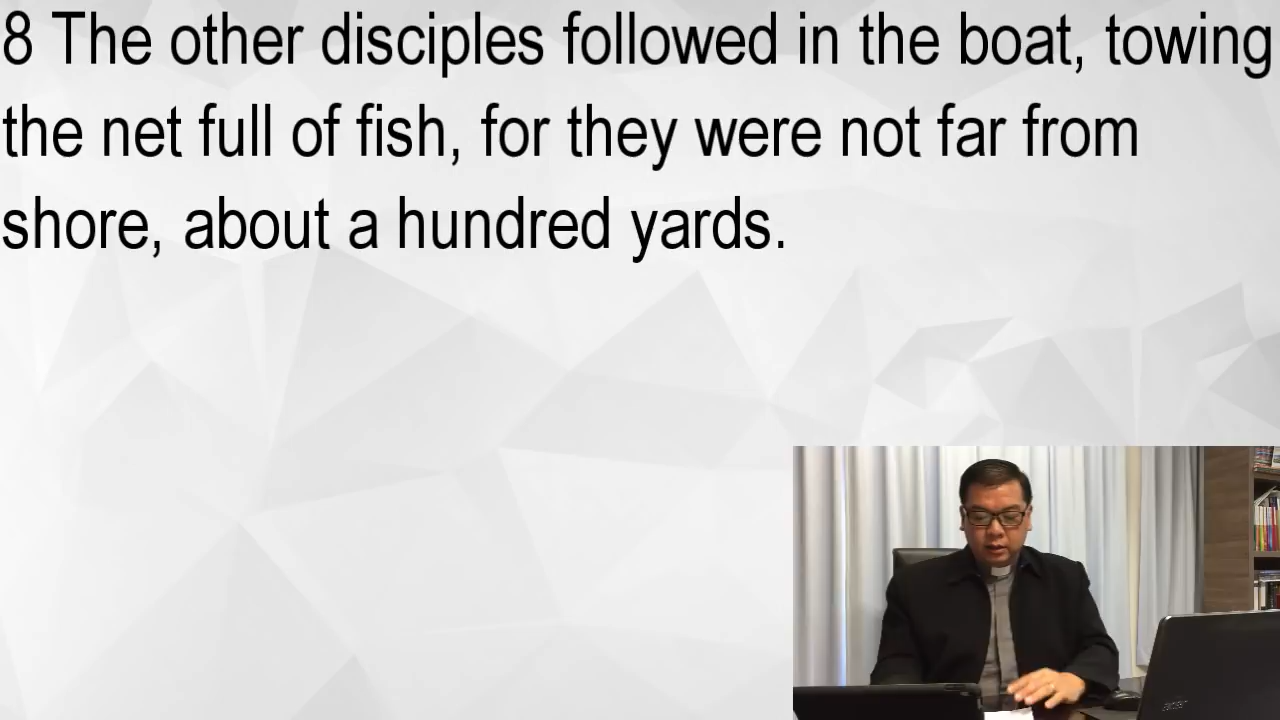 8 The other disciples followed in the boat, towing
the net full of fish, for they were not far from
shore, about a hundred yards.